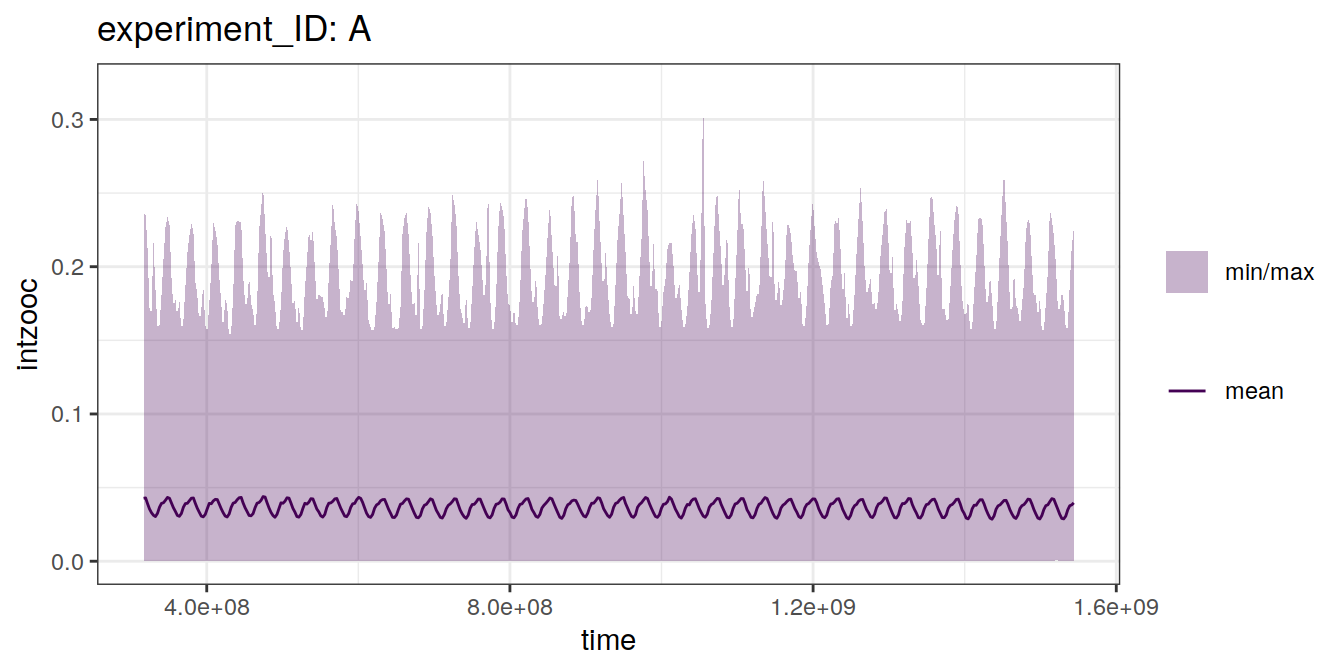 experiment_ID: A
intzooc
0.3
0.2
0.1
0.0
4.0e+08
8.0e+08
1.2e+09
1.6e+09
time
min/max
mean